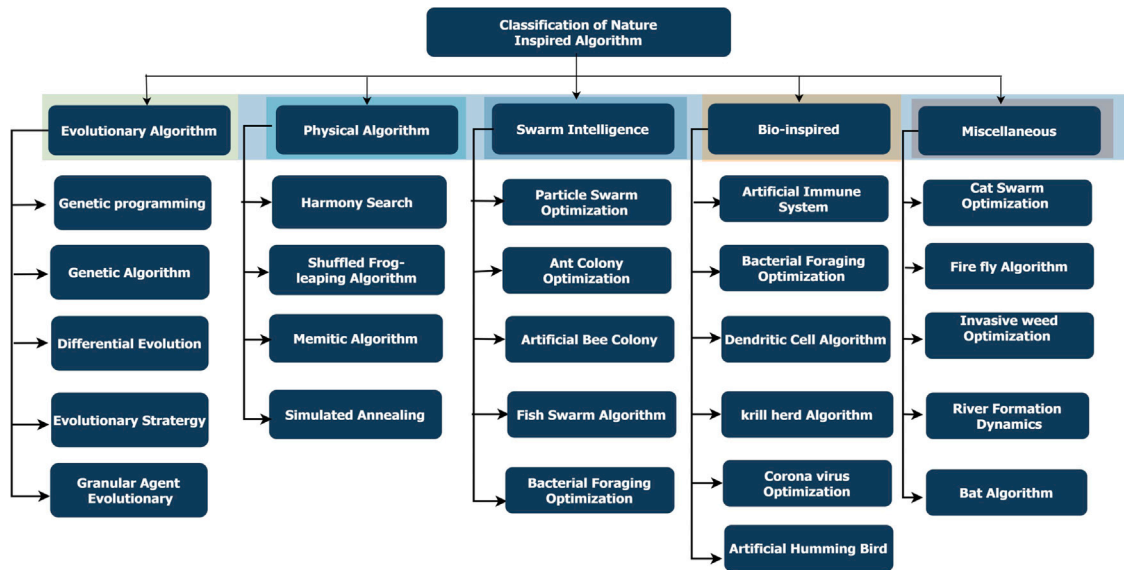 Classification of Nature
Inspired Algorithm
Evolutionary Algorithm
Physical Algorithm
Swarm Intelligence
Bio-inspired
Miscellaneous
Genetic programming
Genetic Algorithm
Differential Evolution
Evolutionary Stratergy
Granular Agent
Evolutionary
Harmony Search
Shuffled Frog-
leaping Algorithm
Memitic Algorithm
Simulated Annealing
Particle Swarm
Optimization
Ant Colony
Optimization
Artificial Bee Colony
Fish Swarm Algorithm
Bacterial Foraging
Optimization
Artificial Immune
System
Bacterial Foraging
Optimization
Dendritic Cell Algorithm
krill herd Algorithm
Corona virus
Optimization
Artificial Humming Bird
Cat Swarm
Optimization
Fire fly Algorithm
Invasive weed
Optimization
River Formation
Dynamics
Bat Algorithm